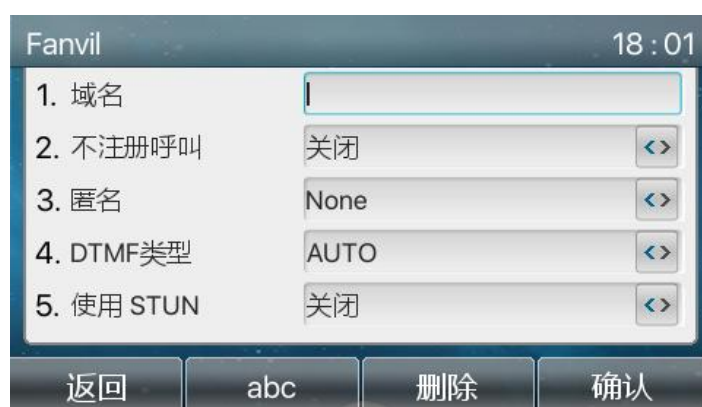 Fanvil 18:01
1. 域名
2. 不注册呼叫 关闭
3. 匿名 None
4. DTMF类型 AUTO
5. 使用 STUN 关闭
返回 abc 删除 确认